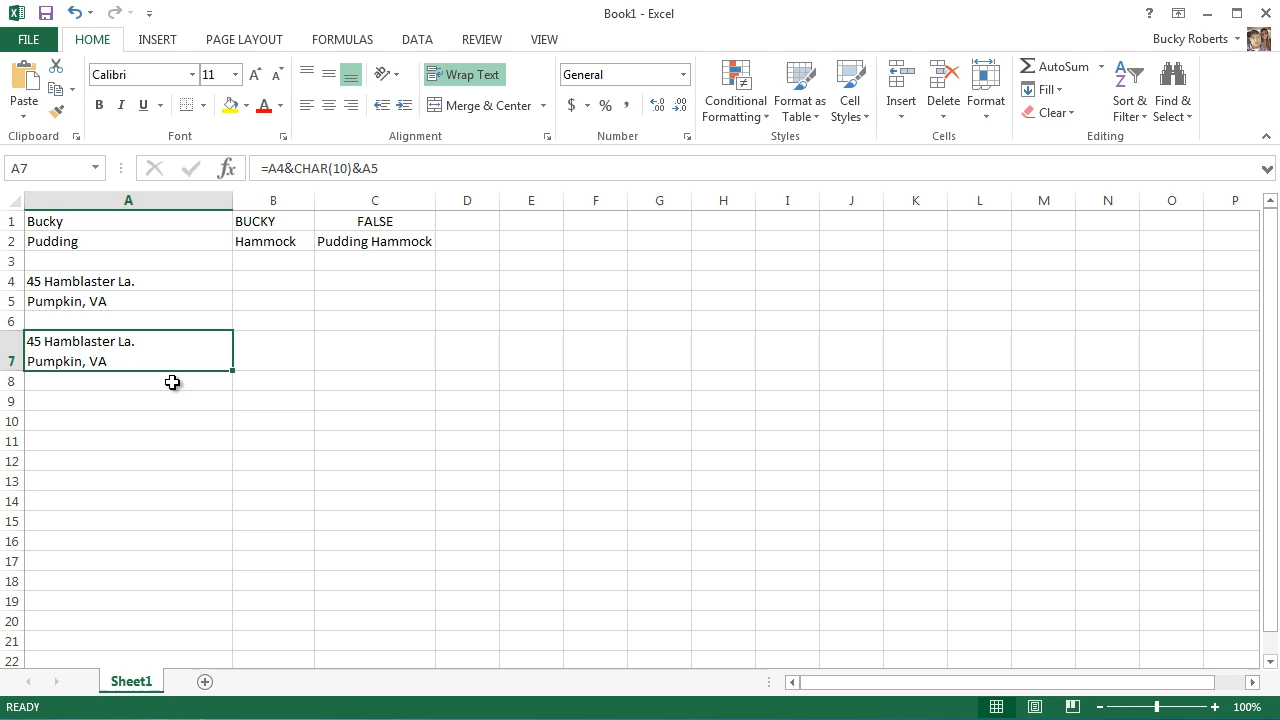 Book1 - Excel
?
FILE HOME INSERT PAGE LAYOUT FORMULAS DATA REVIEW VIEW Bucky Roberts
Paste
Calibri 11 A A
B I U A
Wrap Text
Merge & Center
General
$ % , .00 .0
Conditional Formatting
Format as Table
Cell Styles
Insert Delete Format
AutoSum
Fill
Clear
Sort & Filter
Find & Select
Clipboard Font Alignment Number Styles Cells Editing
A7 fx =A4&CHAR(10)&A5
A B C D E F G H I J K L M N O P
1 Bucky BUCKY FALSE
2 Pudding Hammock Pudding Hammock
3
4 45 Hamblaster La.
5 Pumpkin, VA
6
45 Hamblaster La.
7 Pumpkin, VA
8
9
10
11
12
13
14
15
16
17
18
19
20
21
22
Sheet1
READY 100%